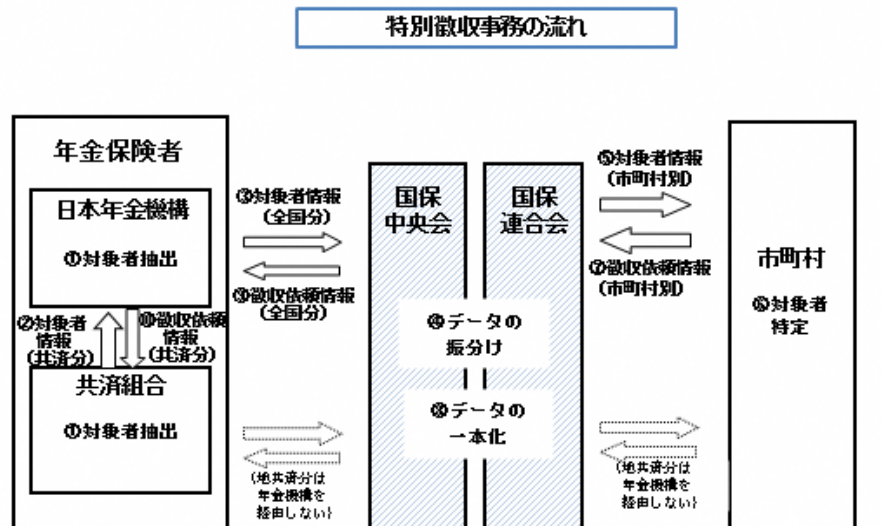 特別徴収事務の流れ
年金保険者
日本年金機構
①対象者抽出
②対象者
情報
(共済分)
⑩徴収依頼
情報
(共済分)
共済組合
①対象者抽出
③対象者情報
(全国分)
⑨徴収依頼情報
(全国分)
(地共済分は
年金機構を
経由しない)
国保
中央会
国保
連合会
④データの
振分け
⑧データの
一本化
⑤対象者情報
(市町村別)
⑦徴収依頼情報
(市町村別)
(地共済分は
年金機構を
経由しない)
市町村
⑥対象者
特定